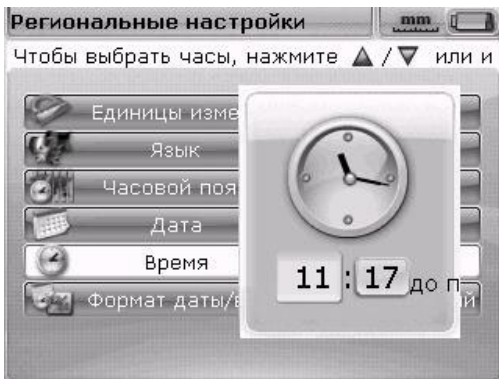 Региональные настройки mm
Чтобы выбрать часы, нажмите ▲ / ▼ или и
Единицы изме
Язык
Часовой поя
Дата
Время
11 : 17 до п
Формат даты/в й